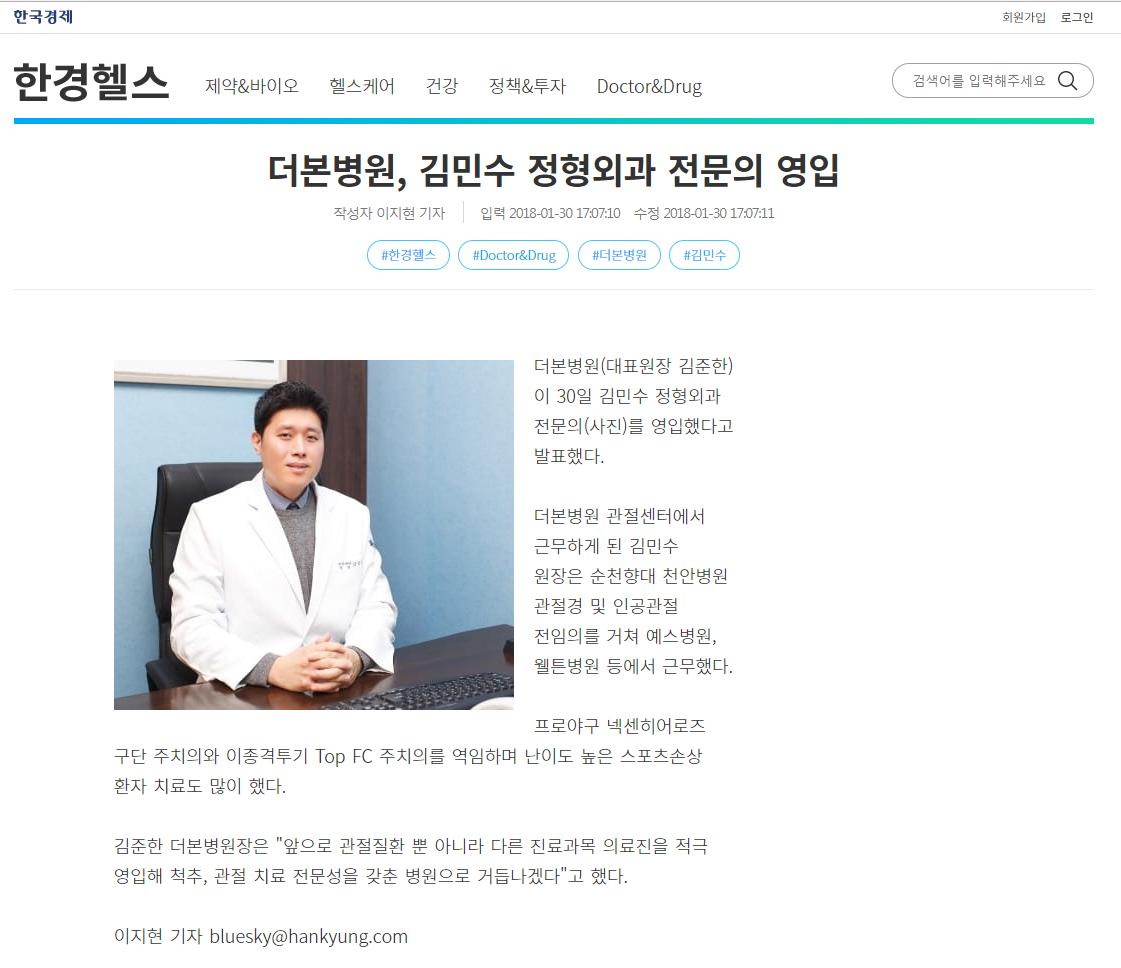 한국경제
회원가입 로그인
한경헬스 제약&바이오 헬스케어 건강 정책&투자 Doctor&Drug 검색어를 입력해주세요
더본병원, 김민수 정형외과 전문의 영입
작성자 이지현 기자 입력 2018-01-30 17:07:10 수정 2018-01-30 17:07:11
#한경헬스 #Doctor&Drug #더본병원 #김민수
더본병원(대표원장 김준한)
이 30일 김민수 정형외과
전문의(사진)를 영입했다고
발표했다.
더본병원 관절센터에서
근무하게 된 김민수
원장은 순천향대 천안병원
관절경 및 인공관절
전임의를 거쳐 예스병원,
웰튼병원 등에서 근무했다.
프로야구 넥센히어로즈
구단 주치의와 이종격투기 Top FC 주치의를 역임하며 난이도 높은 스포츠손상
환자 치료도 많이 했다.
김준한 더본병원장은 "앞으로 관절질환 뿐 아니라 다른 진료과목 의료진을 적극
영입해 척추, 관절 치료 전문성을 갖춘 병원으로 거듭나겠다"고 했다.
이지현 기자 bluesky@hankyung.com